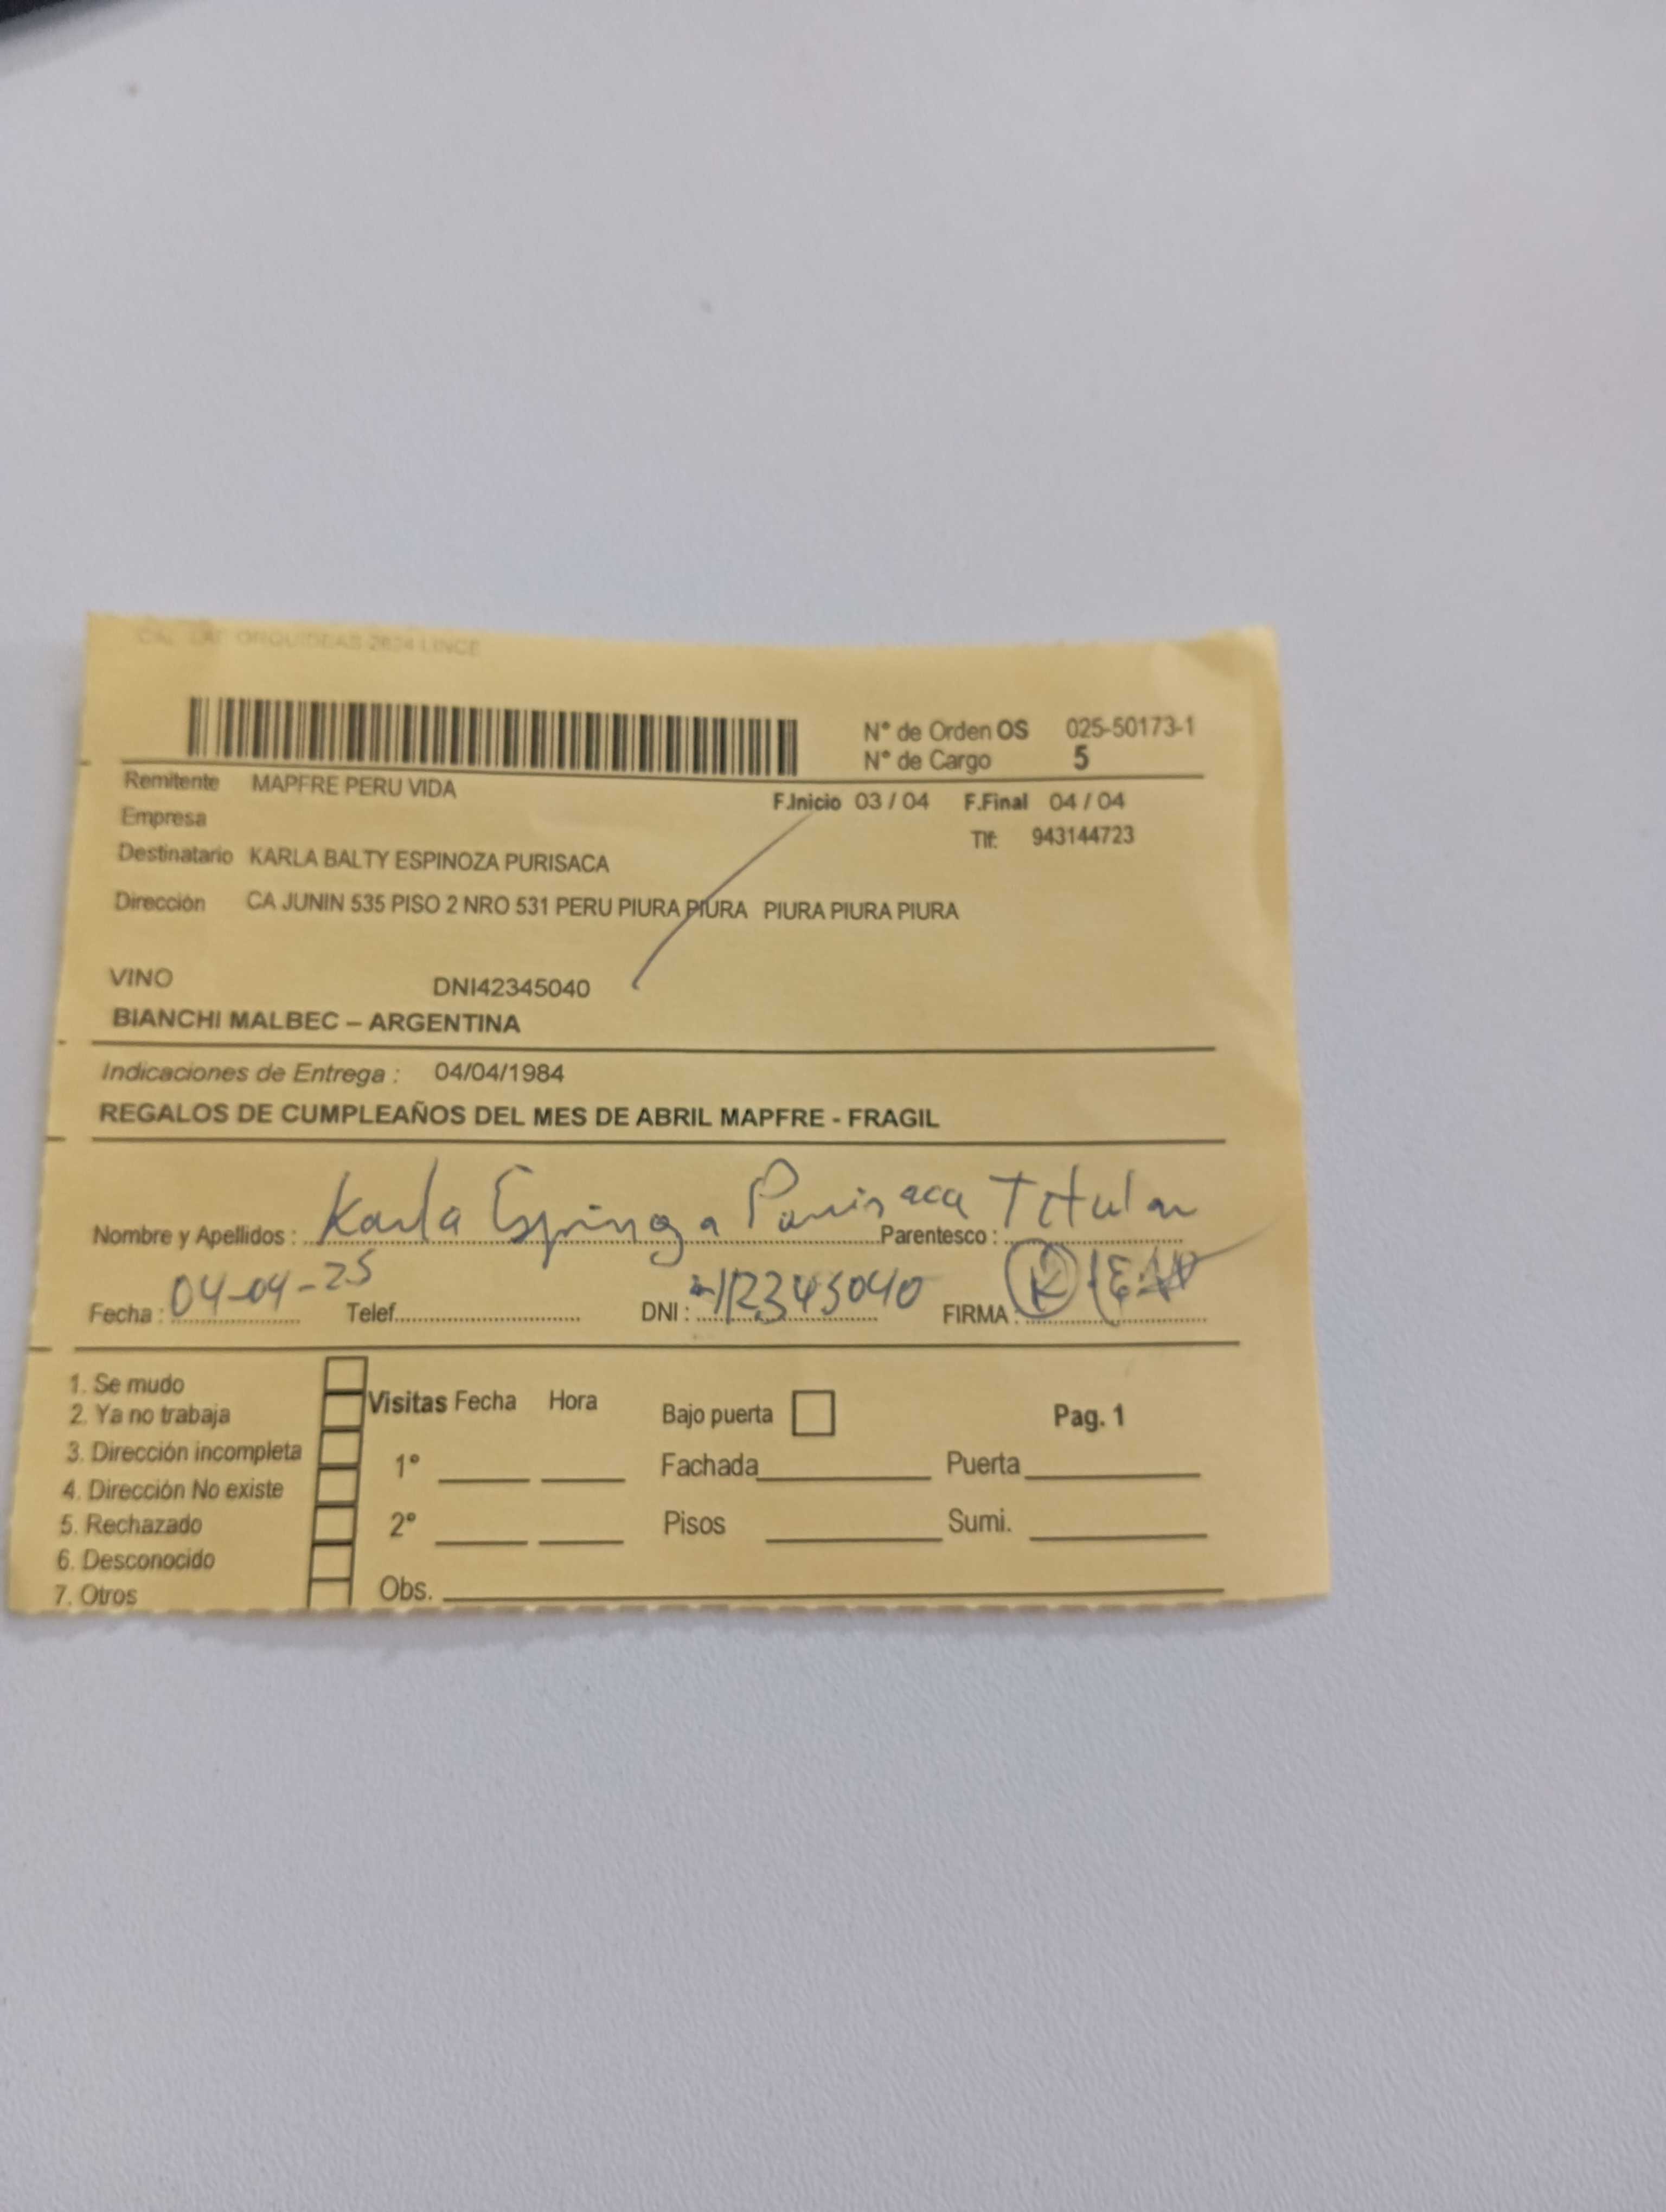 CAL LAS ORQUIDEAS 2624 LINCE
N° de Orden OS 025-50173-1
N° de Cargo 5
Remitente MAPFRE PERU VIDA
F.Inicio 03 / 04 F.Final 04 / 04
Empresa
Tlf: 943144723
Destinatario KARLA BALTY ESPINOZA PURISACA
Dirección CA JUNIN 535 PISO 2 NRO 531 PERU PIURA PIURA PIURA PIURA PIURA
VINO DNI42345040
BIANCHI MALBEC – ARGENTINA
Indicaciones de Entrega : 04/04/1984
REGALOS DE CUMPLEAÑOS DEL MES DE ABRIL MAPFRE - FRAGIL
Nombre y Apellidos : Karla Espinoza Purisaca Parentesco : Titular
Fecha : 04-04-25 Telef. DNI : 42345040 FIRMA :
1. Se mudo
2. Ya no trabaja
3. Dirección incompleta
4. Dirección No existe
5. Rechazado
6. Desconocido
7. Otros
Visitas Fecha Hora
1°
2°
Obs.
Bajo puerta Pag. 1
Fachada Puerta
Pisos Sumi.